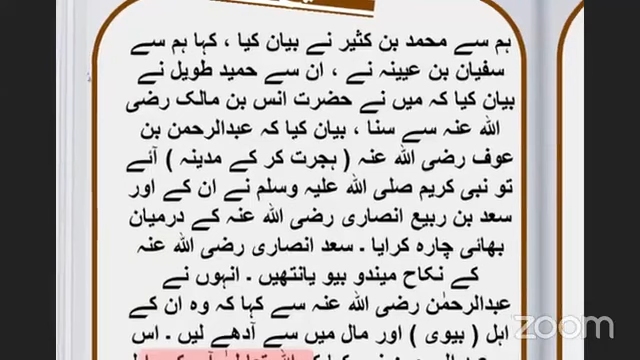 ہم سے محمد بن کثیر نے بیان کیا ، کہا ہم سے
سفیان بن عیینہ نے ، ان سے حمید طویل نے
بیان کیا کہ میں نے حضرت انس بن مالک رضی
اللہ عنہ سے سنا ، بیان کیا کہ عبدالرحمن بن
عوف رضی اللہ عنہ ( ہجرت کر کے مدینہ ) آئے
تو نبی کریم صلی اللہ علیہ وسلم نے ان کے اور
سعد بن ربیع انصاری رضی اللہ عنہ کے درمیان
بھائی چارہ کرایا ۔ سعد انصاری رضی اللہ عنہ
کے نکاح میندو بیو یانتھیں ۔ انہوں نے
عبدالرحمٰن رضی اللہ عنہ سے کہا کہ وہ ان کے
اہل ( بیوی ) اور مال میں سے آدھے لیں ۔ اس
zoom